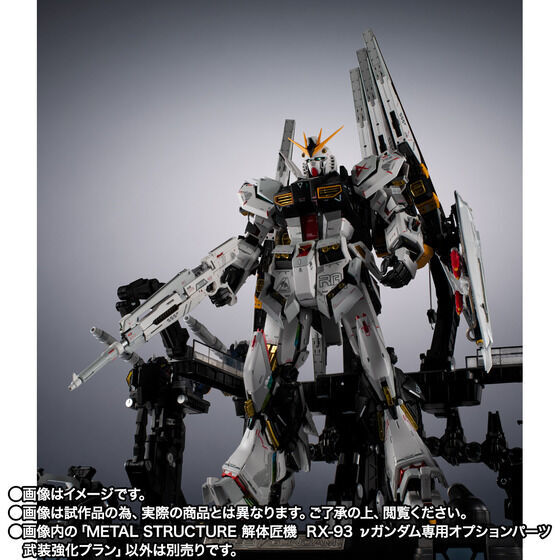 ●画像はイメージです。
●画像は試作品の為、実際の商品とは異なります。ご了承の上、閲覧ください。
●画像内の「METAL STRUCTURE 解体匠機 RX-93 νガンダム専用オプションパーツ
武装強化プラン」以外は別売りです。